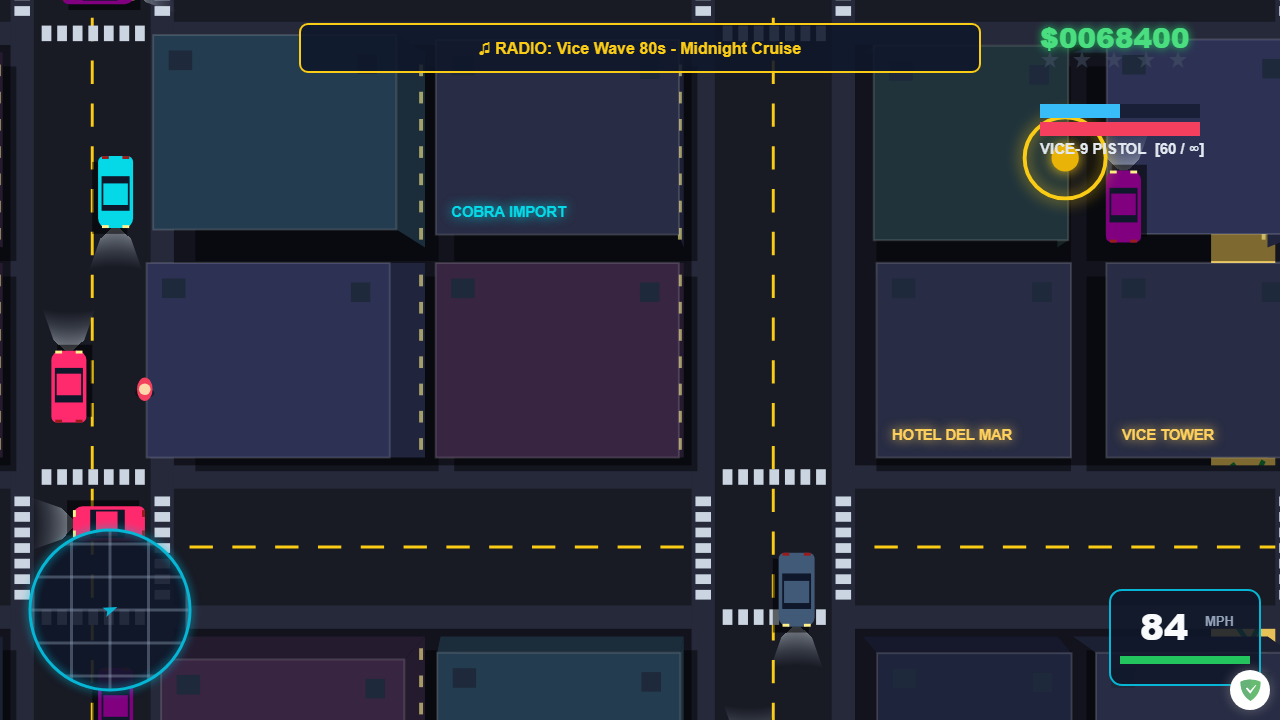 ♫ RADIO: Vice Wave 80s - Midnight Cruise
$0068400
★ ★ ★ ★ ★
VICE-9 PISTOL [60 / ∞]
COBRA IMPORT
HOTEL DEL MAR
VICE TOWER
84 MPH